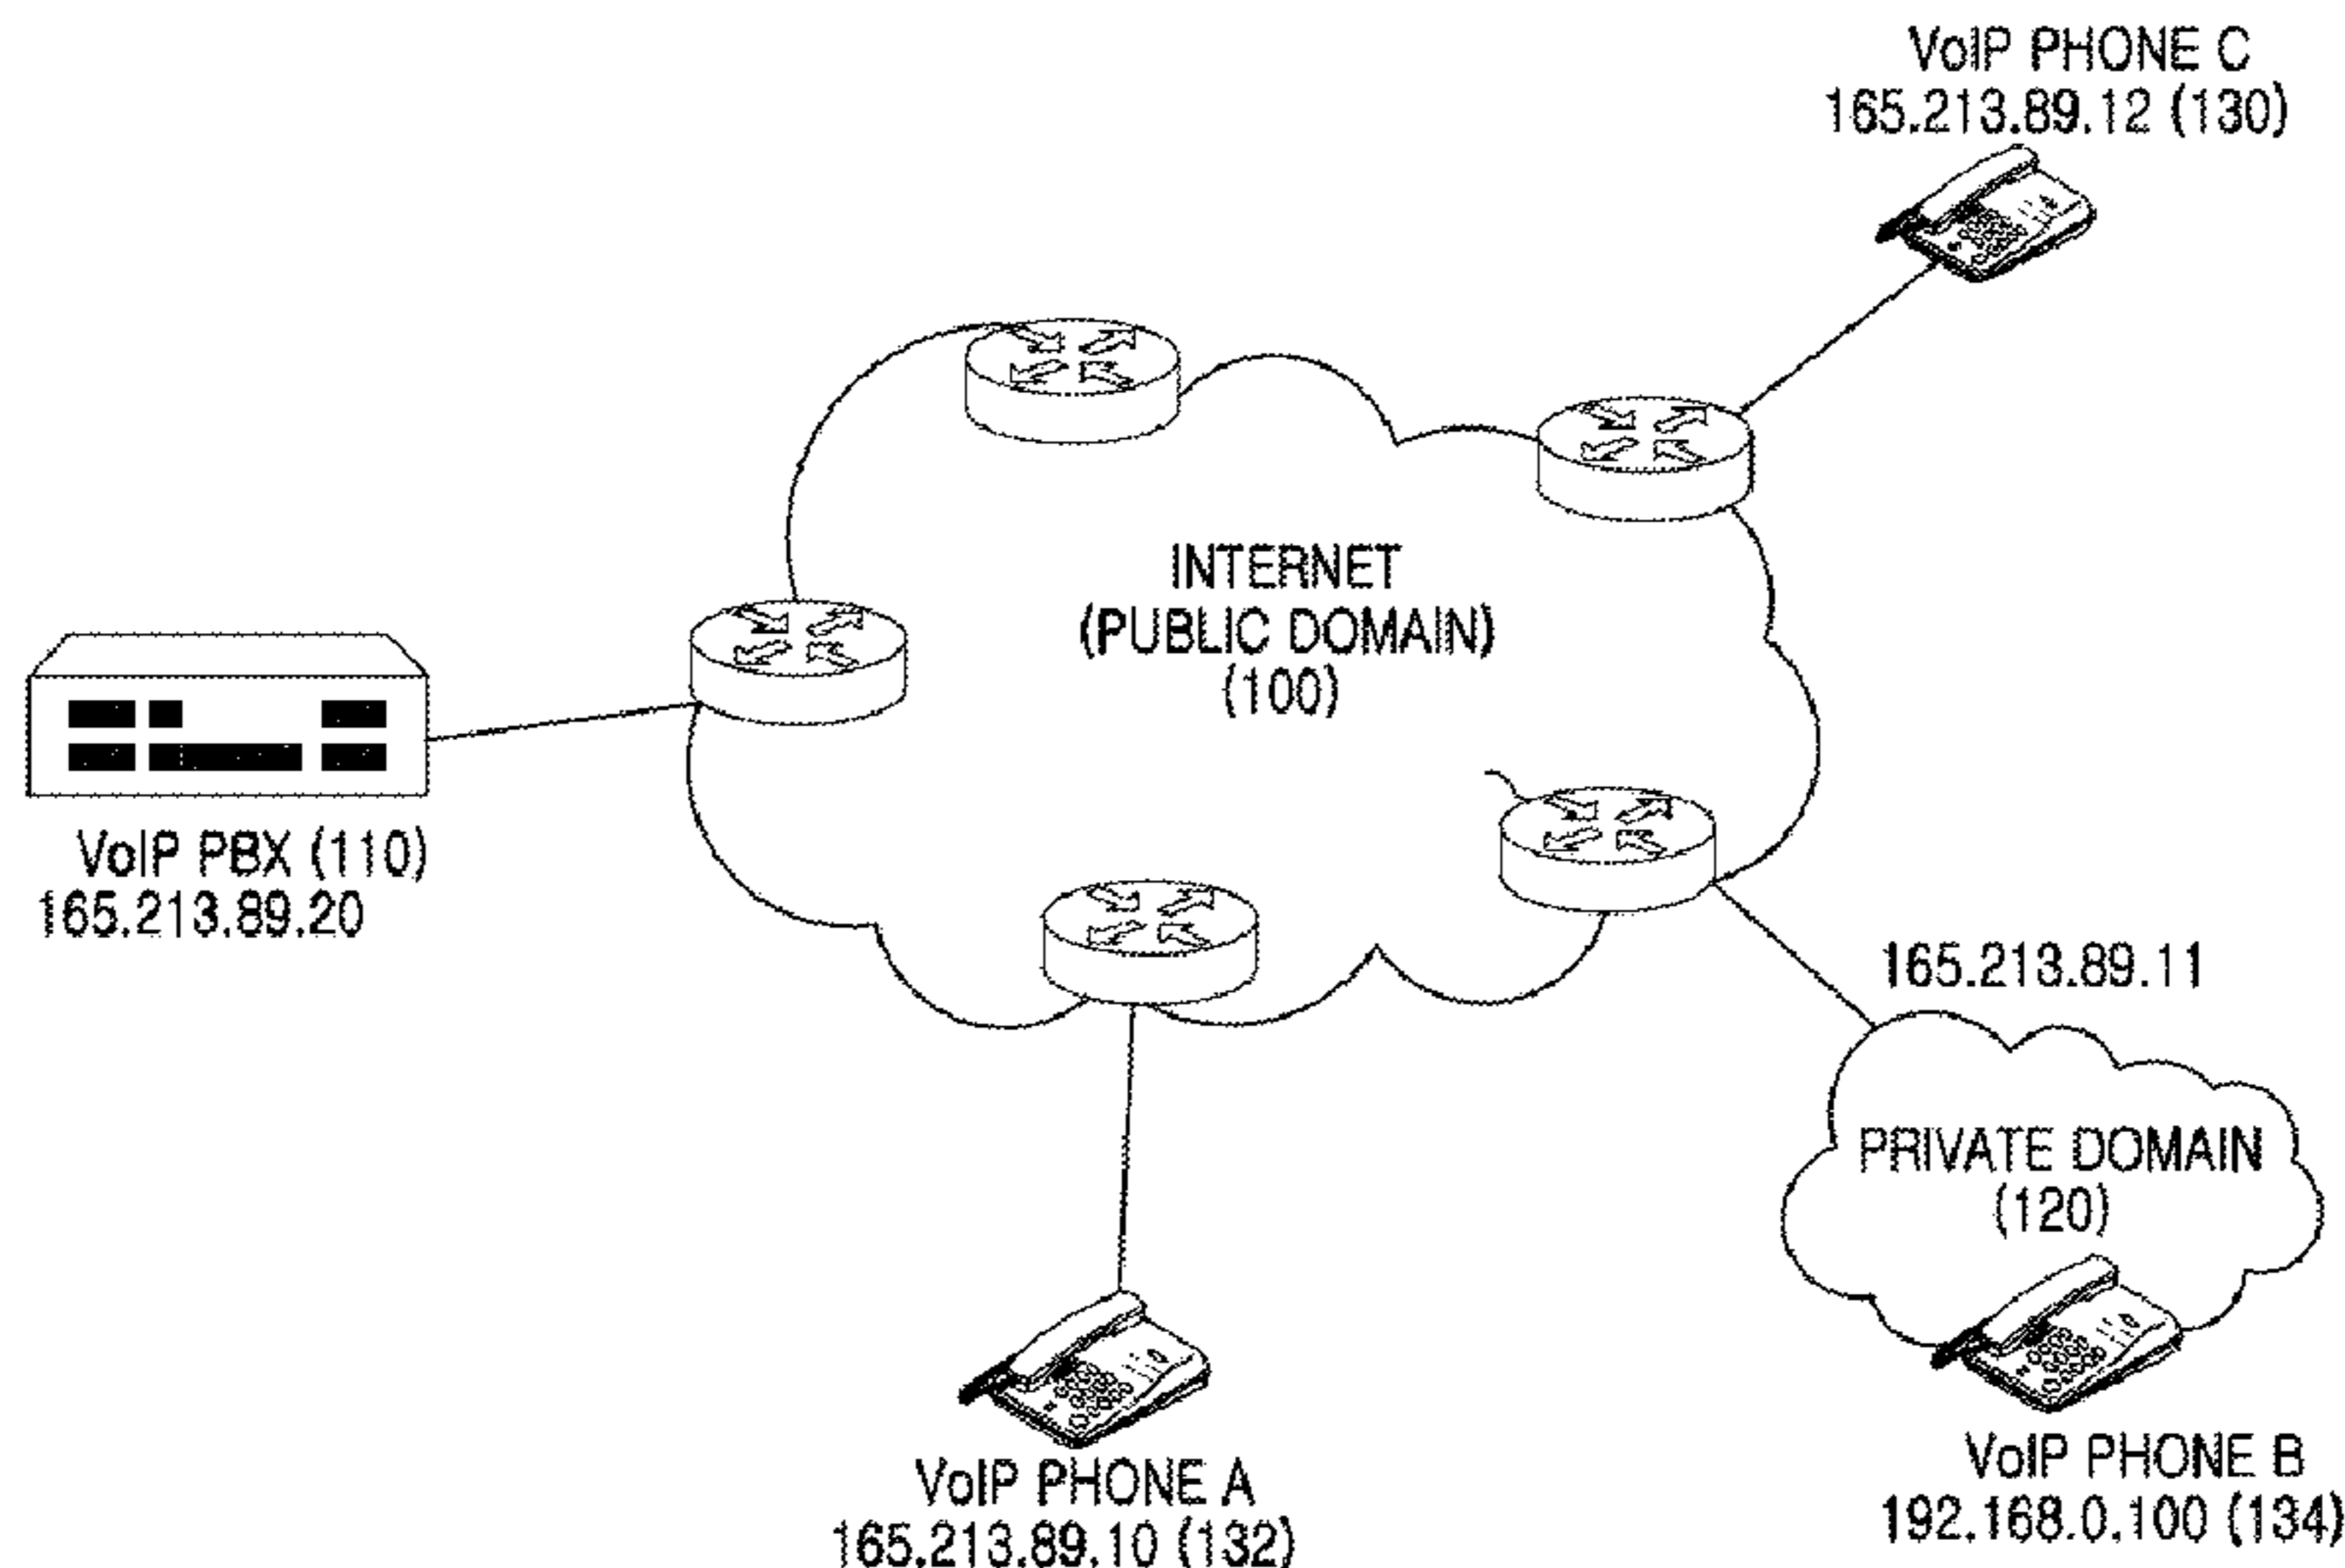 VoIP PHONE C
165.213.89.12 (130)
INTERNET
(PUBLIC DOMAIN)
(100)
VoIP PBX (110)
165.213.89.20
165.213.89.11
PRIVATE DOMAIN
(120)
VoIP PHONE A
165.213.89.10 (132)
VoIP PHONE B
192.168.0.100 (134)